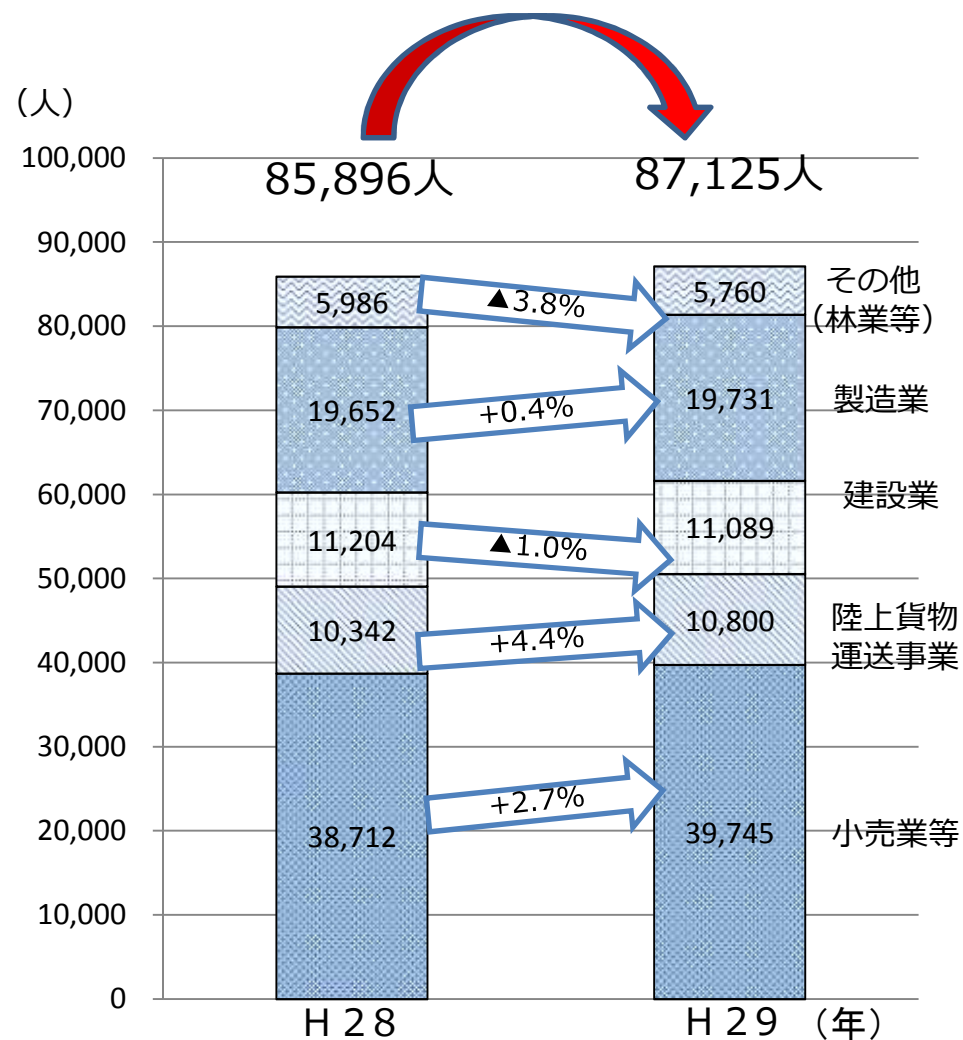 （人）
100,000
90,000
80,000
70,000
60,000
50,000
40,000
30,000
20,000
10,000
0
85,896人
87,125人
5,986
▲3.8%
5,760
その他
（林業等）
19,652
+0.4%
19,731
製造業
11,204
▲1.0%
11,089
建設業
10,342
+4.4%
10,800
陸上貨物
運送事業
38,712
+2.7%
39,745
小売業等
Ｈ２８
Ｈ２９
（年）